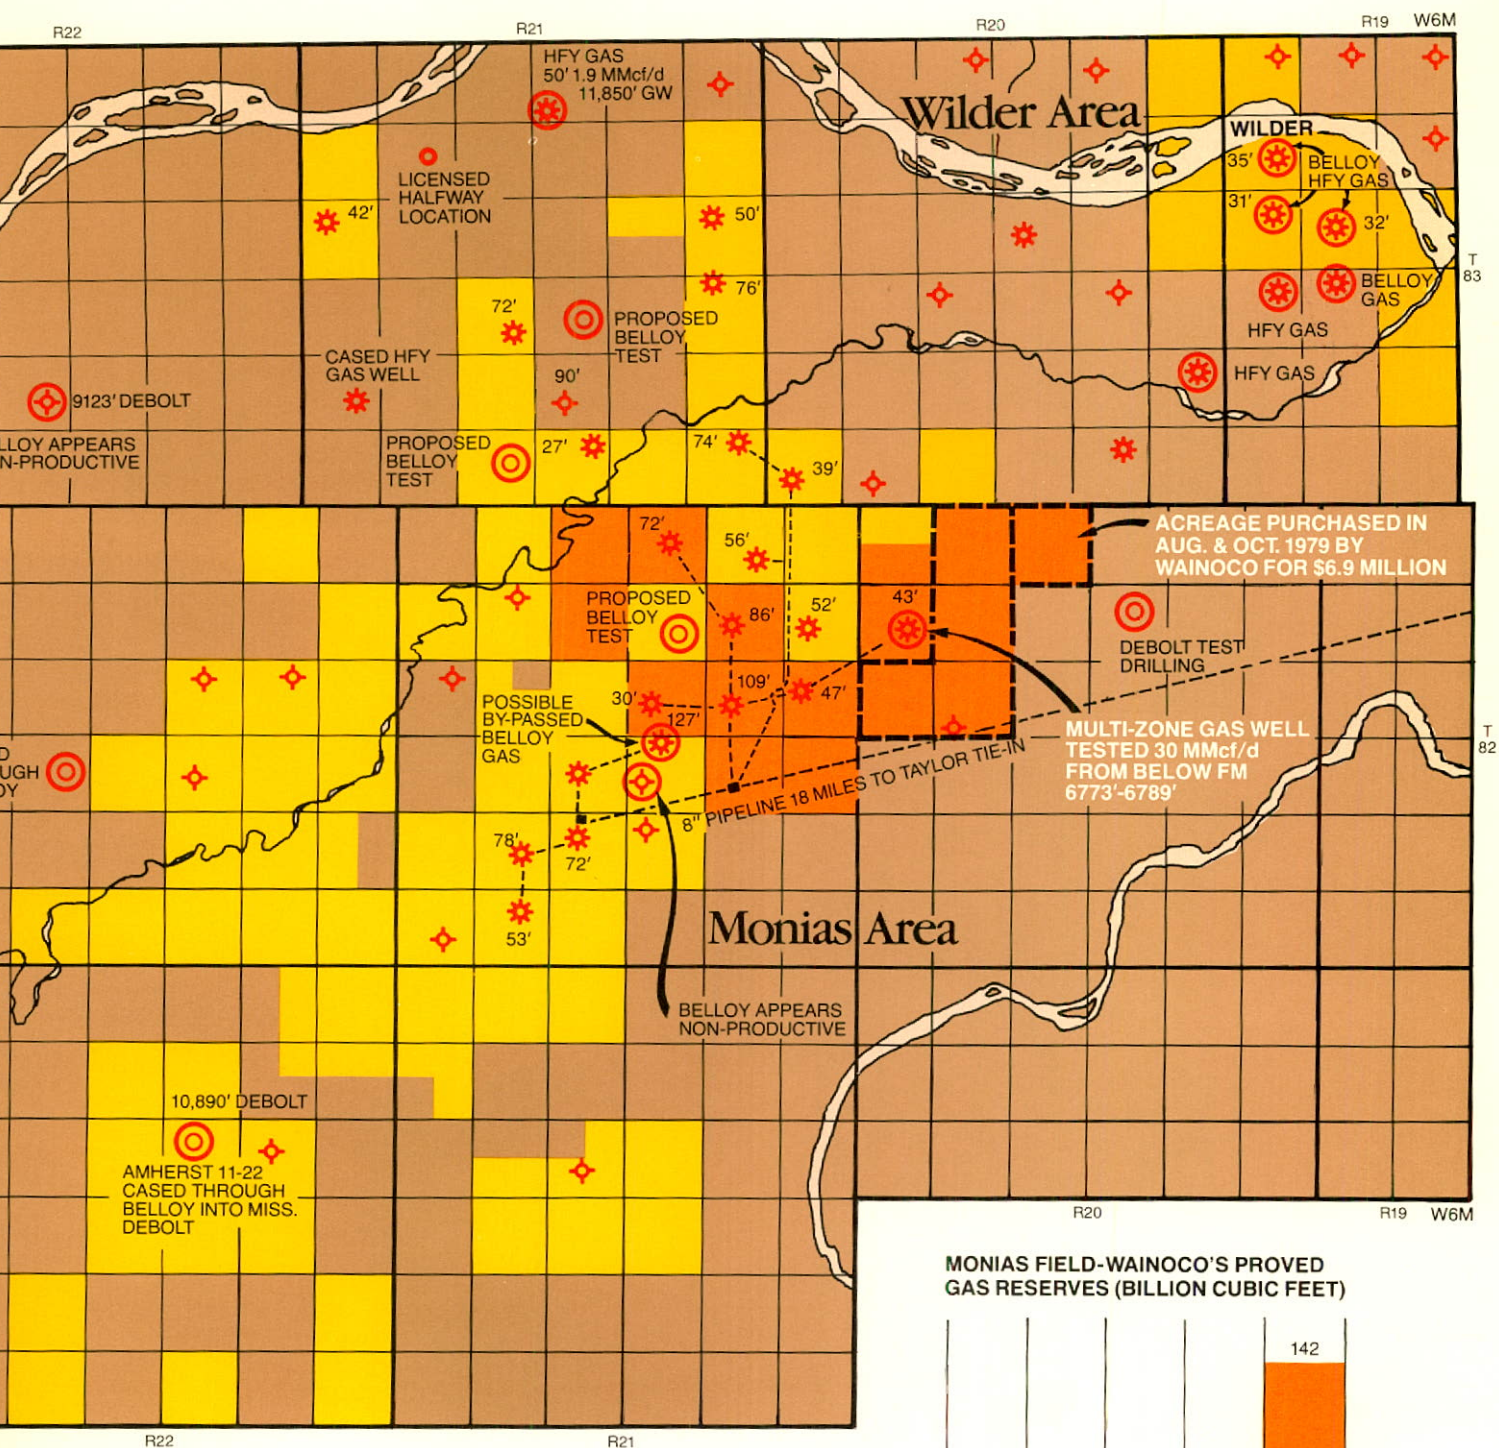 R22
R21
R20
R19
W6M
HFY GAS
50' 1.9 MMcf/d
11,850' GW
Wilder Area
WILDER
35'
BELLOY
HFY GAS
31'
32'
LICENSED
HALFWAY
LOCATION
42'
50'
T
83
76'
BELLOY
GAS
72'
PROPOSED
BELLOY
TEST
HFY GAS
CASED HFY
GAS WELL
90'
HFY GAS
9123' DEBOLT
LLOY APPEARS
N-PRODUCTIVE
PROPOSED
BELLOY
TEST
27'
74'
39'
72'
56'
ACREAGE PURCHASED IN
AUG. & OCT. 1979 BY
WAINOCO FOR $6.9 MILLION
PROPOSED
BELLOY
TEST
86'
52'
43'
DEBOLT TEST
DRILLING
POSSIBLE
BY-PASSED
BELLOY
GAS
30'
109'
47'
127'
MULTI-ZONE GAS WELL
TESTED 30 MMcf/d
FROM BELOW FM
6773'-6789'
T
82
D
UGH
OY
8" PIPELINE 18 MILES TO TAYLOR TIE-IN
78'
72'
53'
Monias Area
BELLOY APPEARS
NON-PRODUCTIVE
10,890' DEBOLT
AMHERST 11-22
CASED THROUGH
BELLOY INTO MISS.
DEBOLT
R20
R19
W6M
MONIAS FIELD-WAINOCO'S PROVED
GAS RESERVES (BILLION CUBIC FEET)
142
R22
R21